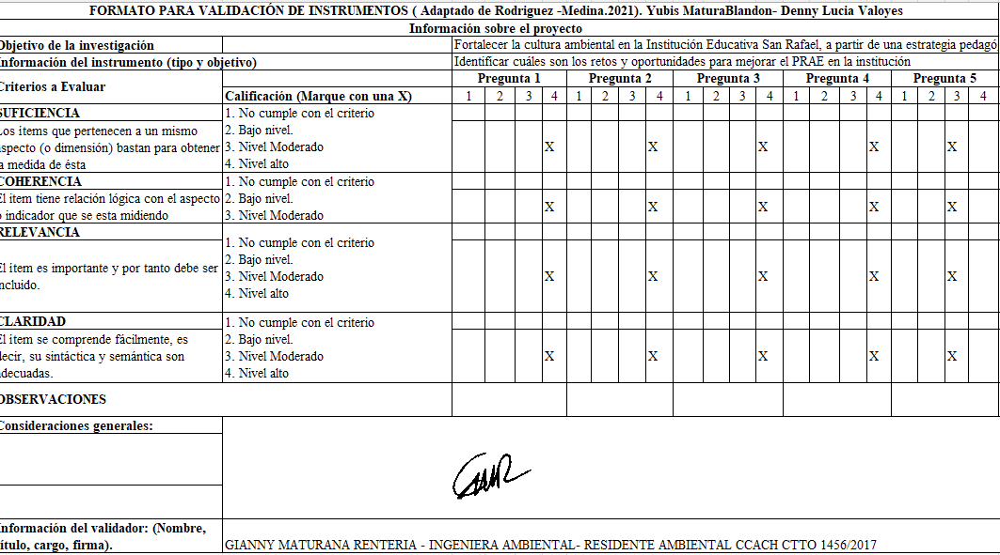 FORMATO PARA VALIDACIÓN DE INSTRUMENTOS ( Adaptado de Rodriguez -Medina.2021). Yubis MaturaBlandon- Denny Lucia Valoyes
Información sobre el proyecto
Objetivo de la investigación Fortalecer la cultura ambiental en la Institución Educativa San Rafael, a partir de una estrategia pedagó
Información del instrumento (tipo y objetivo) Identificar cuáles son los retos y oportunidades para mejorar el PRAE en la institución
Criterios a Evaluar Pregunta 1 Pregunta 2 Pregunta 3 Pregunta 4 Pregunta 5
Calificación (Marque con una X) 1 2 3 4 1 2 3 4 1 2 3 4 1 2 3 4 1 2 3 4
SUFICIENCIA 1. No cumple con el criterio
Los ítems que pertenecen a un mismo 2. Bajo nivel.
aspecto (o dimensión) bastan para obtener 3. Nivel Moderado X X X X X
la medida de ésta 4. Nivel alto
COHERENCIA 1. No cumple con el criterio
El item tiene relación lógica con el aspecto 2. Bajo nivel. X X X X X
o indicador que se esta midiendo 3. Nivel Moderado
RELEVANCIA
1. No cumple con el criterio
2. Bajo nivel.
El item es importante y por tanto debe ser 3. Nivel Moderado X X X X X
incluido. 4. Nivel alto
CLARIDAD 1. No cumple con el criterio
El item se comprende fácilmente, es 2. Bajo nivel.
decir, su sintáctica y semántica son 3. Nivel Moderado X X X X X
adecuadas. 4. Nivel alto
OBSERVACIONES
Consideraciones generales:
Información del validador: (Nombre,
título, cargo, firma). GIANNY MATURANA RENTERIA - INGENIERA AMBIENTAL- RESIDENTE AMBIENTAL CCACH CTTO 1456/2017